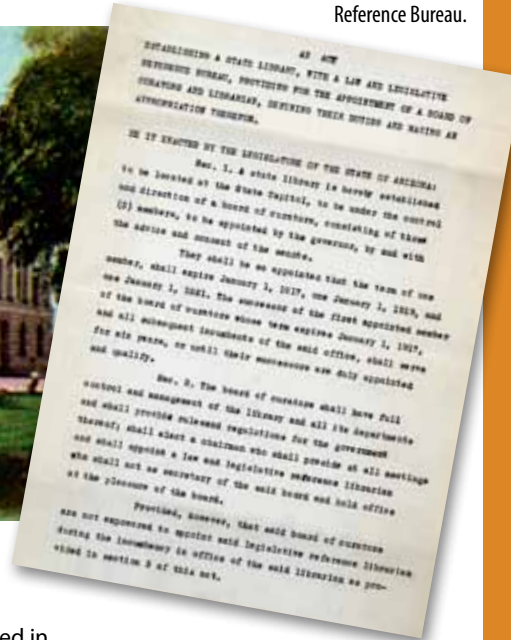 Reference Bureau.
AN ACT
ESTABLISHING A STATE LIBRARY, WITH A LAW AND LEGISLATIVE
REFERENCE BUREAU, PROVIDING FOR THE APPOINTMENT OF A BOARD OF
CURATORS AND LIBRARIAN, DEFINING THEIR DUTIES AND MAKING AN
APPROPRIATION THEREFOR.
BE IT ENACTED BY THE LEGISLATURE OF THE STATE OF ARIZONA:
Sec. 1. A state library is hereby established
to be located at the State Capitol, to be under the control
and direction of a board of curators, consisting of three
(3) members, to be appointed by the governor, by and with
the advice and consent of the senate.
They shall be so appointed that the term of one
member, shall expire January 1, 1917, one January 1, 1919, and
one January 1, 1921. The successors of the first appointed member
of the board of curators whose term expires January 1, 1917,
and all subsequent incumbents of the said office, shall serve
for six years, or until their successors are duly appointed
and qualify.
Sec. 2. The board of curators shall have full
control and management of the library and all its departments
and shall provide rules and regulations for the government
thereof; shall elect a chairman who shall preside at all meetings
and shall appoint a law and legislative reference librarian
who shall act as secretary of the said board and hold office
at the pleasure of the board.
Provided, however, that said board of curators
are not empowered to appoint said legislative reference librarian
during the incumbency in office of the said librarian as pro-
vided in section 5 of this act.
ed in